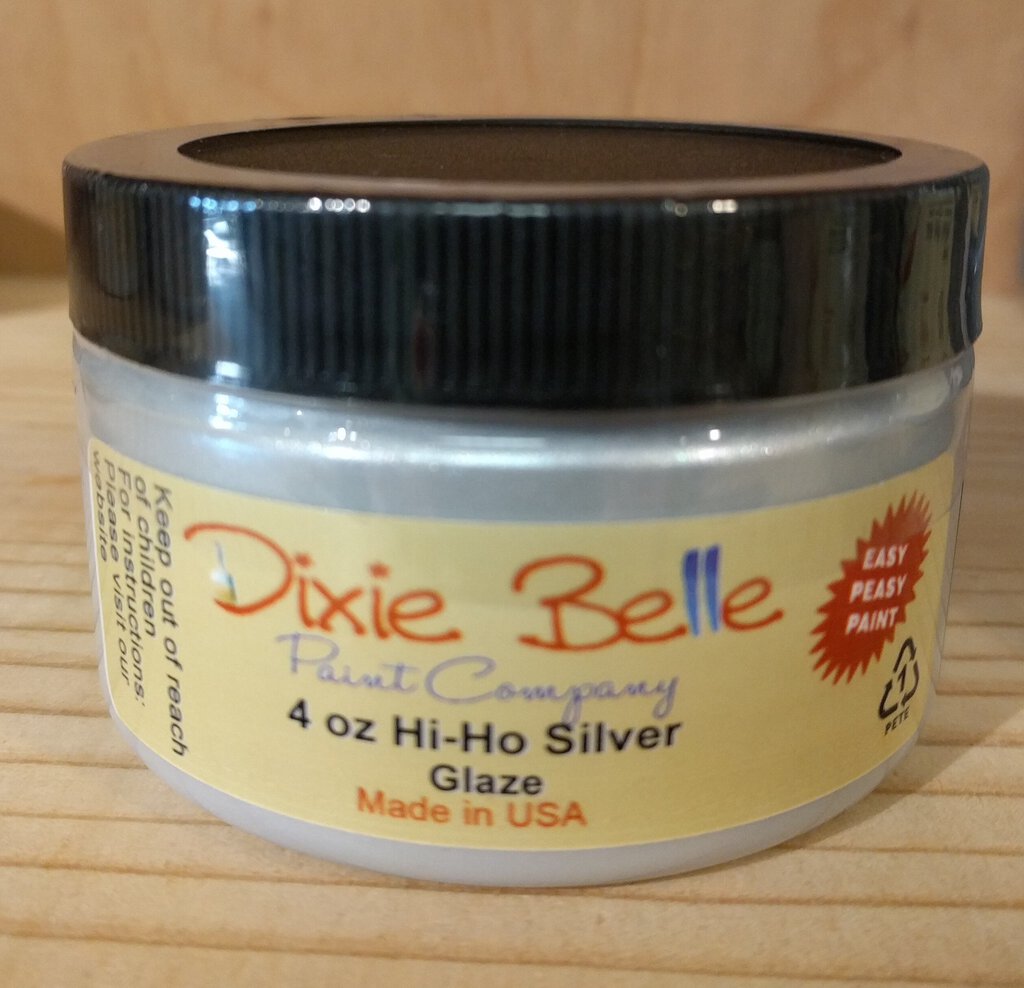 Dixie Belle
Paint Company
4 oz Hi-Ho Silver
Glaze
Made in USA
Keep out of reach
of children
For instructions:
Please visit our
website
EASY
PEASY
PAINT
1
PETE